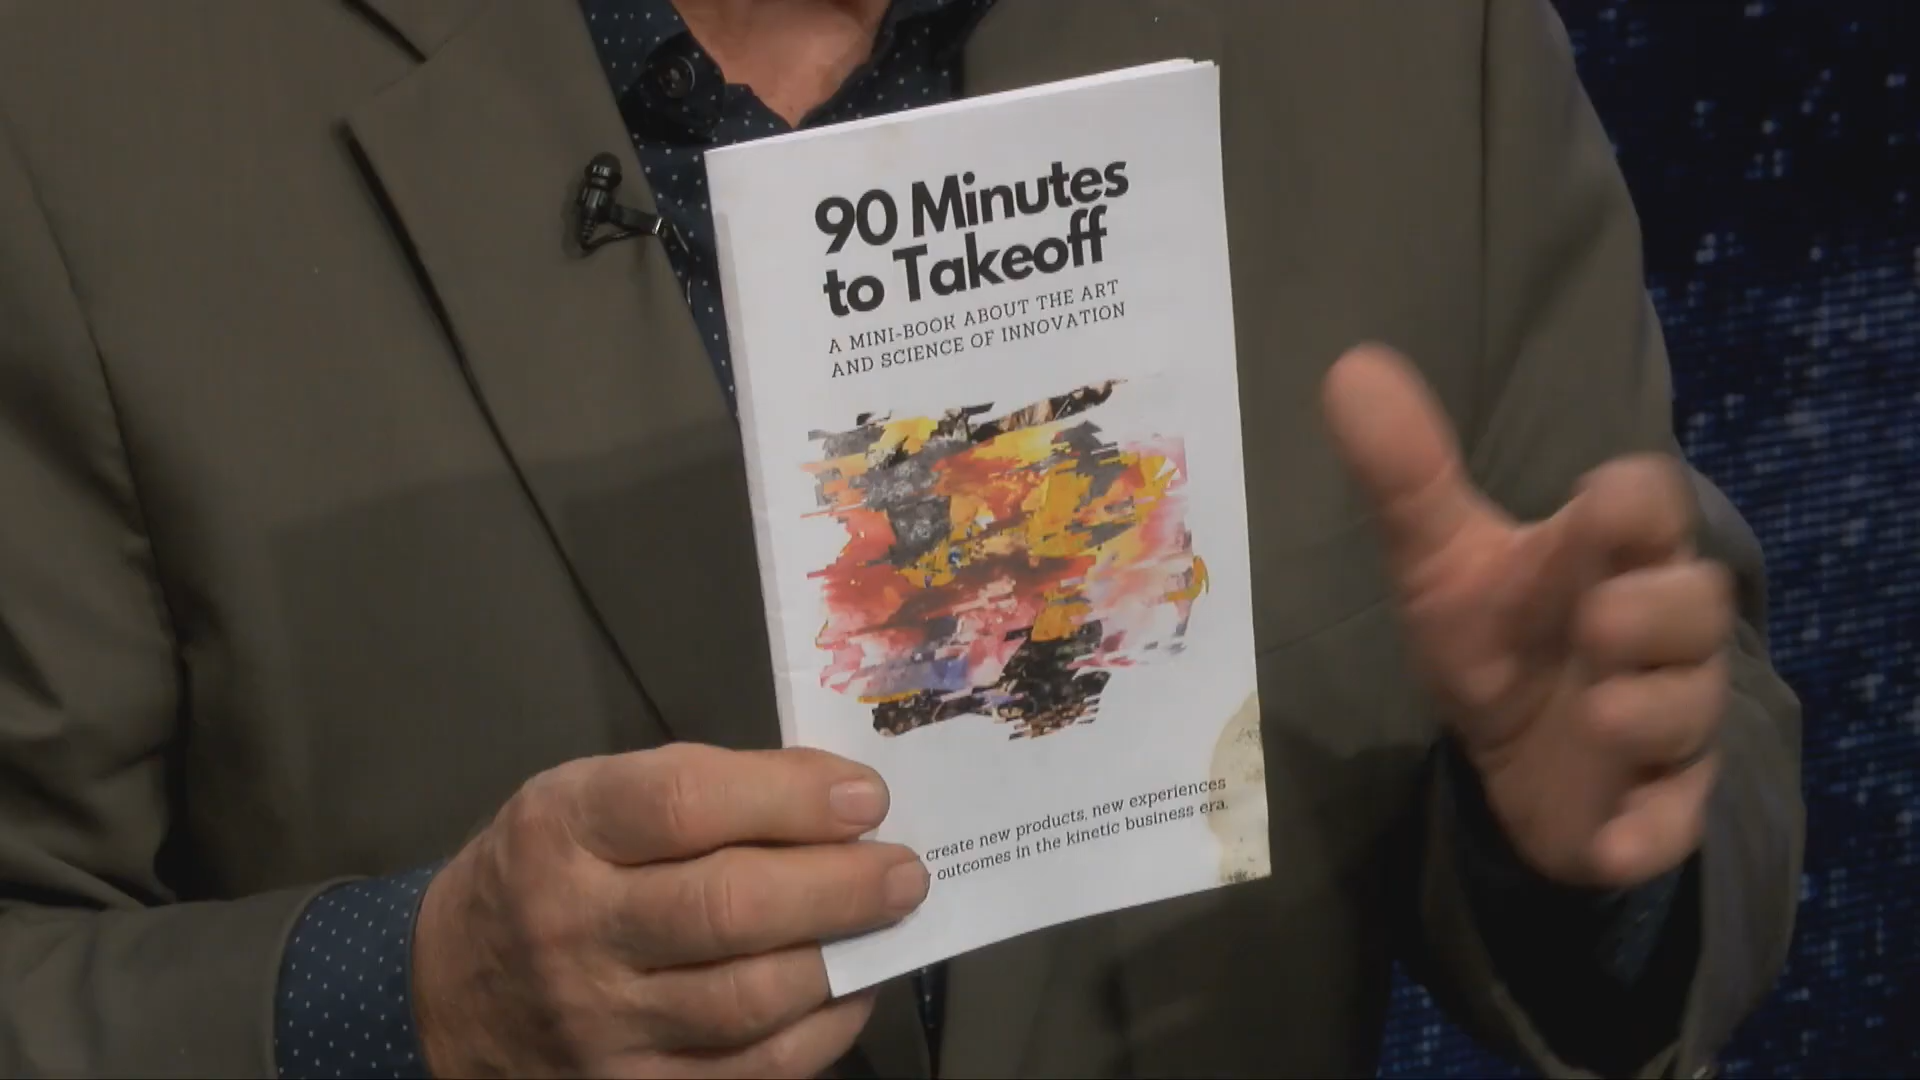 90 Minutes
to Takeoff
A MINI-BOOK ABOUT THE ART
AND SCIENCE OF INNOVATION
create new products, new experiences
outcomes in the kinetic business era.